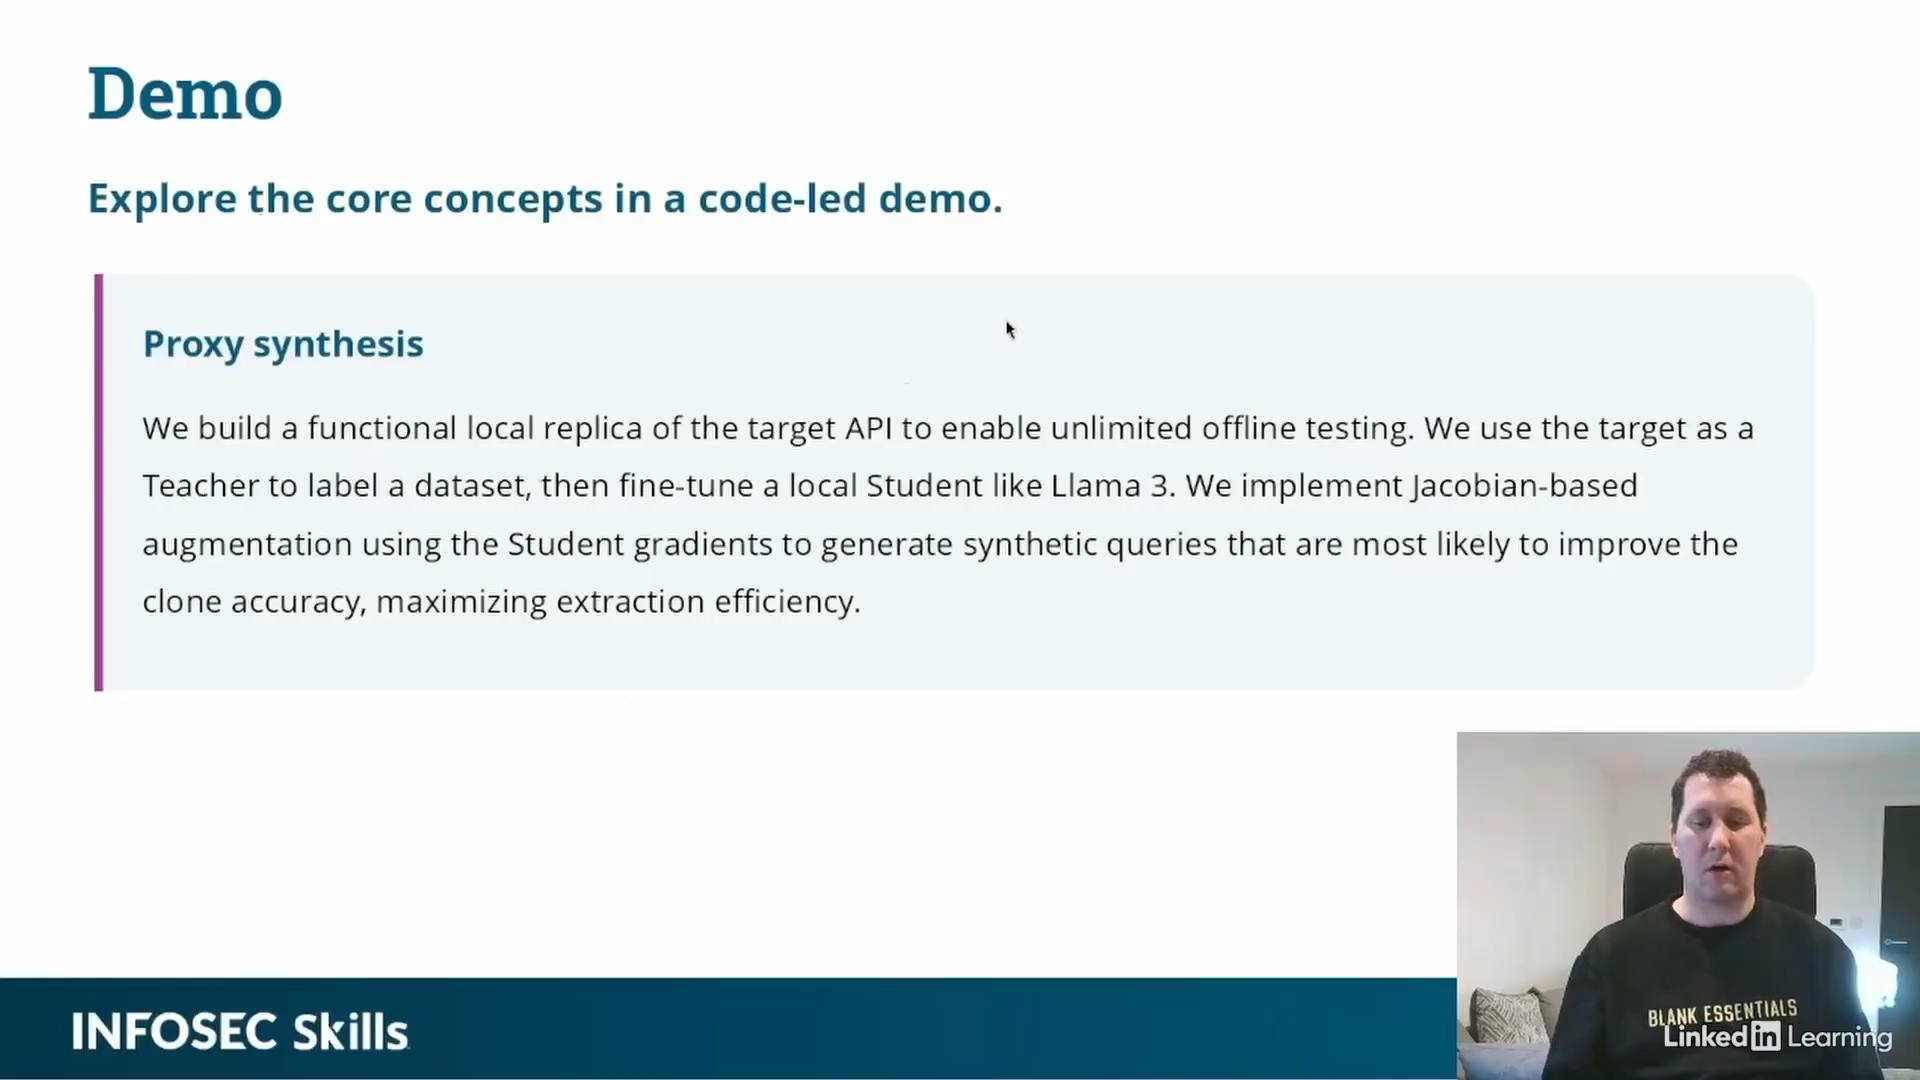 Demo
Explore the core concepts in a code-led demo.
Proxy synthesis
We build a functional local replica of the target API to enable unlimited offline testing. We use the target as a
Teacher to label a dataset, then fine-tune a local Student like Llama 3. We implement Jacobian-based
augmentation using the Student gradients to generate synthetic queries that are most likely to improve the
clone accuracy, maximizing extraction efficiency.
BLANK ESSENTIALS
INFOSEC Skills
Linked in Learning